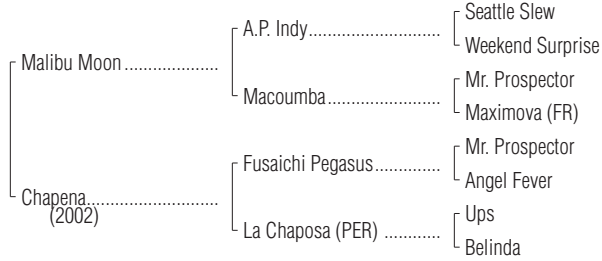 Seattle Slew
A.P. Indy
Weekend Surprise
Malibu Moon
Mr. Prospector
Macoumba
Maximova (FR)
Mr. Prospector
Fusaichi Pegasus
Angel Fever
Chapena
(2002)
Ups
La Chaposa (PER)
Belinda